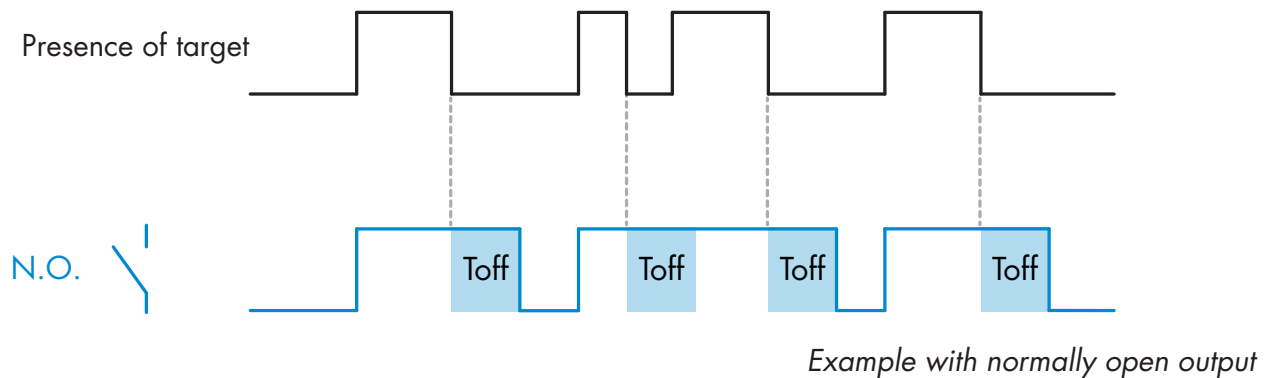 Presence of target
N.O.
Toff Toff Toff Toff
Example with normally open output